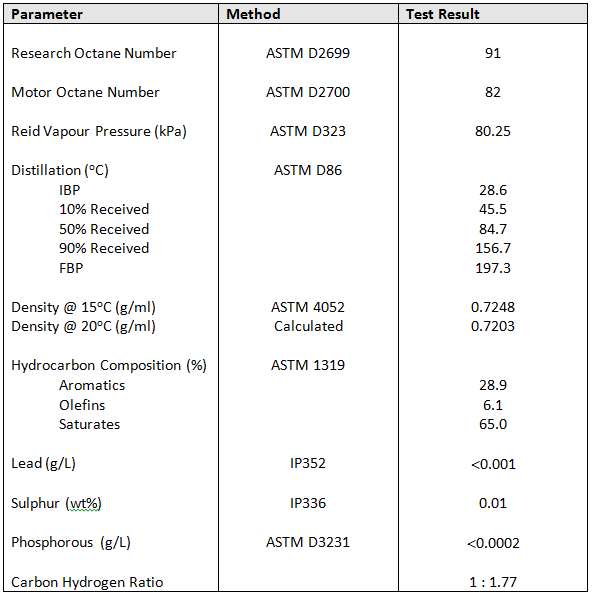 Parameter Method Test Result
Research Octane Number ASTM D2699 91
Motor Octane Number ASTM D2700 82
Reid Vapour Pressure (kPa) ASTM D323 80.25
Distillation (°C) ASTM D86
IBP 28.6
10% Received 45.5
50% Received 84.7
90% Received 156.7
FBP 197.3
Density @ 15°C (g/ml) ASTM 4052 0.7248
Density @ 20°C (g/ml) Calculated 0.7203
Hydrocarbon Composition (%) ASTM 1319
Aromatics 28.9
Olefins 6.1
Saturates 65.0
Lead (g/L) IP352 <0.001
Sulphur (wt%) IP336 0.01
Phosphorous (g/L) ASTM D3231 <0.0002
Carbon Hydrogen Ratio 1 : 1.77